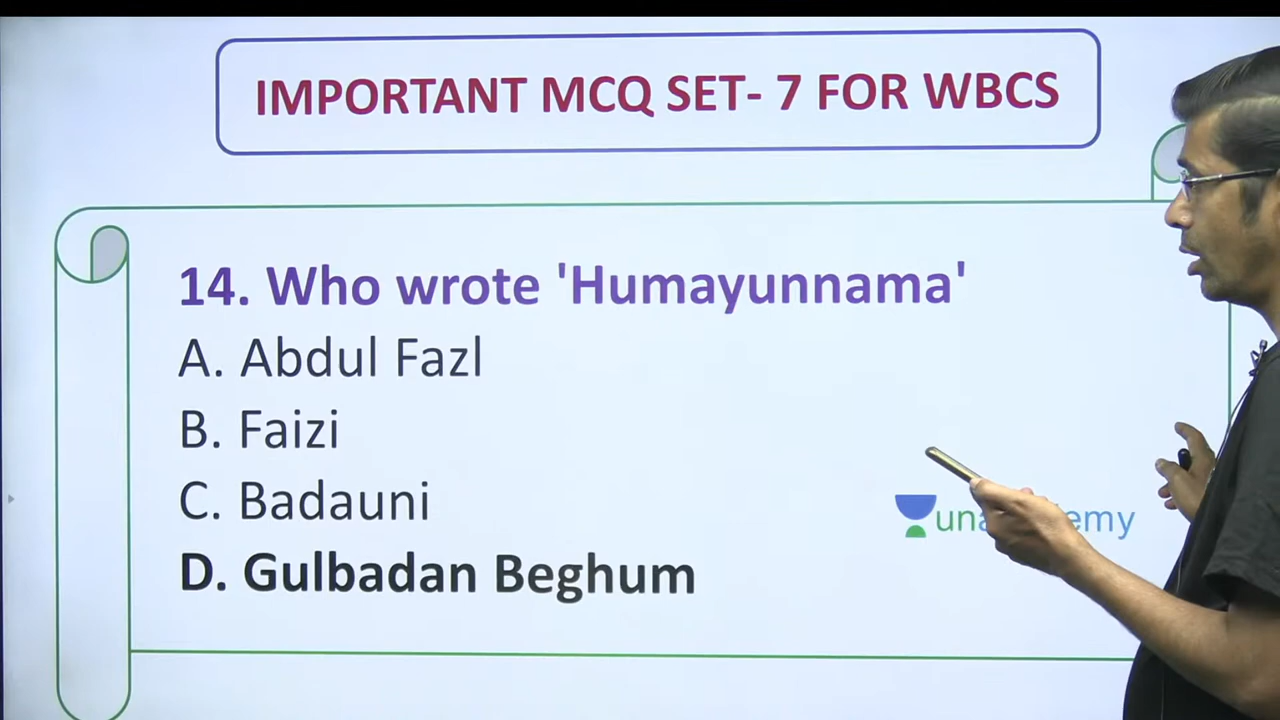 IMPORTANT MCQ SET- 7 FOR WBCS
14. Who wrote 'Humayunnama'
A. Abdul Fazl
B. Faizi
C. Badauni
D. Gulbadan Beghum